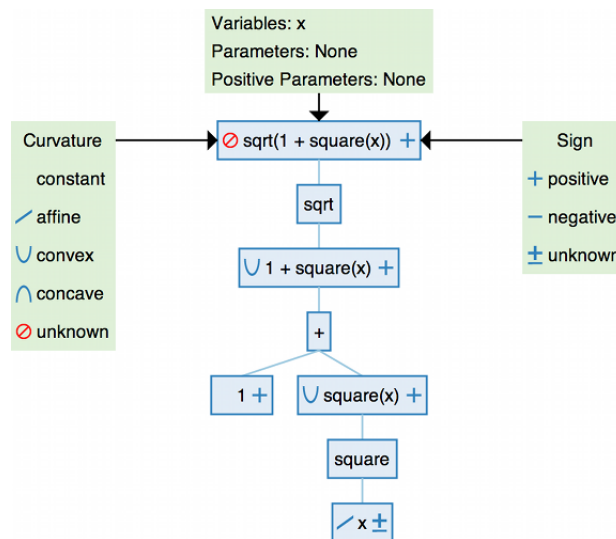 Variables: x
Parameters: None
Positive Parameters: None
Curvature
constant
affine
convex
concave
unknown
sqrt(1 + square(x)) +
Sign
+ positive
− negative
± unknown
sqrt
1 + square(x) +
+
1 +
square(x) +
square
x ±